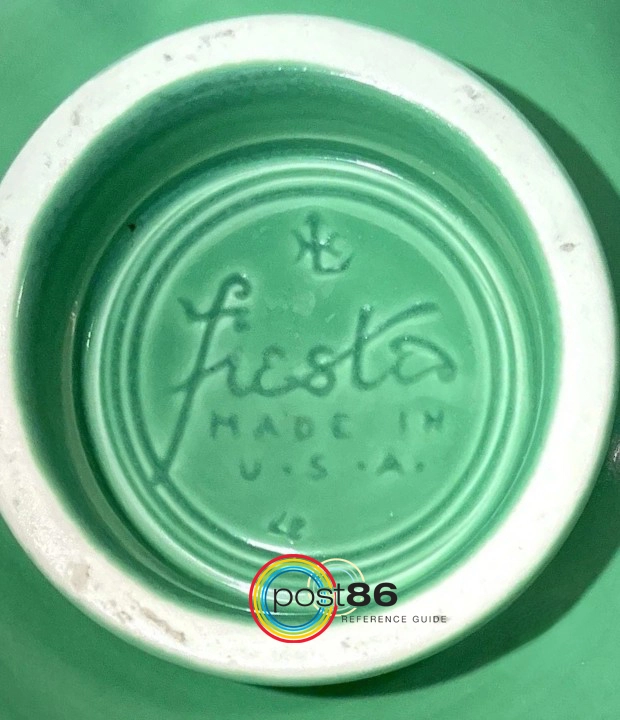 HLC
fiesta
MADE IN
U.S.A.
post86
REFERENCE GUIDE